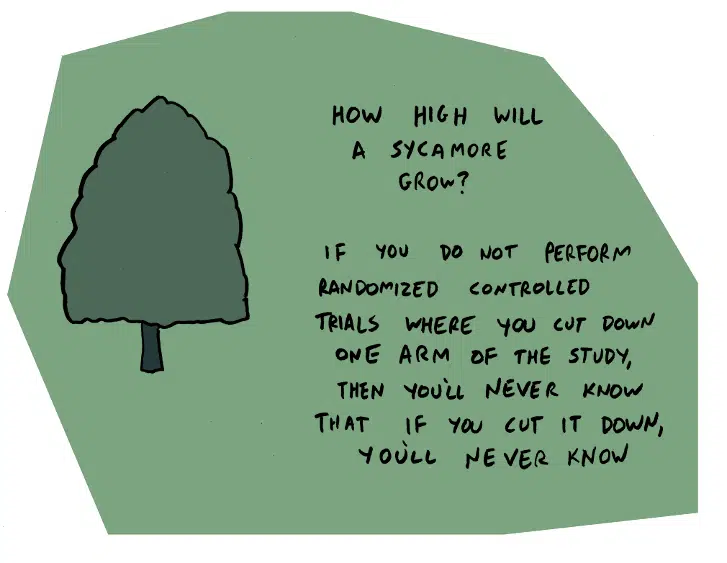 HOW HIGH WILL
A SYCAMORE
GROW?
IF YOU DO NOT PERFORM
RANDOMIZED CONTROLLED
TRIALS WHERE YOU CUT DOWN
ONE ARM OF THE STUDY,
THEN YOU'LL NEVER KNOW
THAT IF YOU CUT IT DOWN,
YOU'LL NEVER KNOW